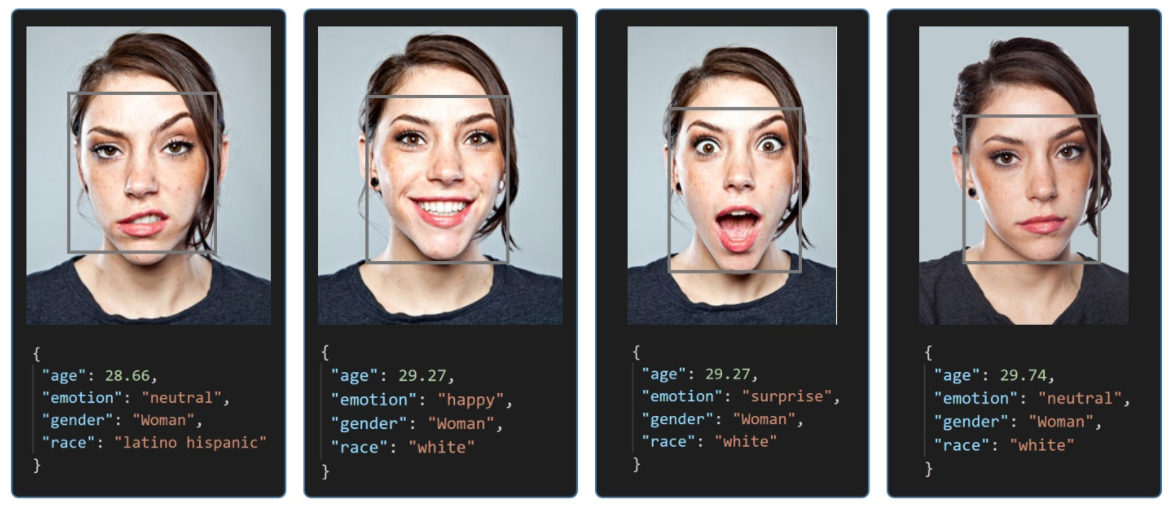 {
"age": 28.66,
"emotion": "neutral",
"gender": "Woman",
"race": "latino hispanic"
}
{
"age": 29.27,
"emotion": "happy",
"gender": "Woman",
"race": "white"
}
{
"age": 29.27,
"emotion": "surprise",
"gender": "Woman",
"race": "white"
}
{
"age": 29.74,
"emotion": "neutral",
"gender": "Woman",
"race": "white"
}